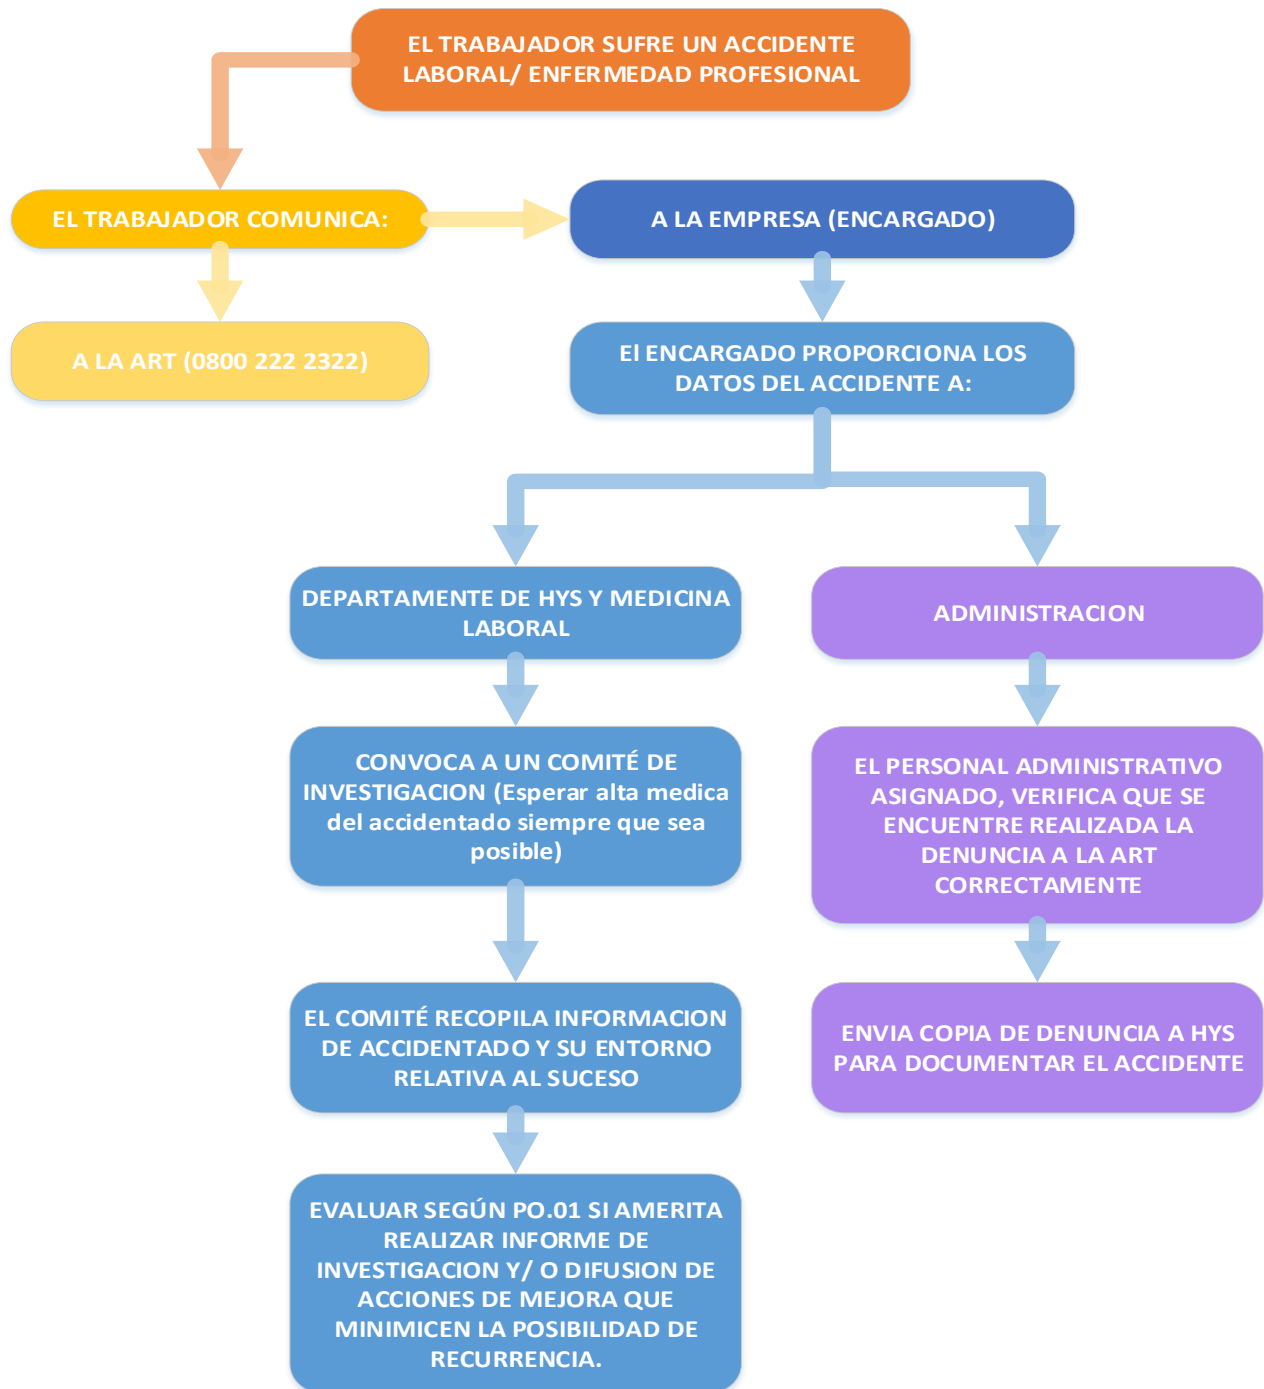 EL TRABAJADOR SUFRE UN ACCIDENTE
LABORAL/ ENFERMEDAD PROFESIONAL
EL TRABAJADOR COMUNICA:
A LA EMPRESA (ENCARGADO)
A LA ART (0800 222 2322)
El ENCARGADO PROPORCIONA LOS
DATOS DEL ACCIDENTE A:
DEPARTAMENTE DE HYS Y MEDICINA
LABORAL
ADMINISTRACION
CONVOCA A UN COMITÉ DE
INVESTIGACION (Esperar alta medica
del accidentado siempre que sea
posible)
EL PERSONAL ADMINISTRATIVO
ASIGNADO, VERIFICA QUE SE
ENCUENTRE REALIZADA LA
DENUNCIA A LA ART
CORRECTAMENTE
EL COMITÉ RECOPILA INFORMACION
DE ACCIDENTADO Y SU ENTORNO
RELATIVA AL SUCESO
ENVIA COPIA DE DENUNCIA A HYS
PARA DOCUMENTAR EL ACCIDENTE
EVALUAR SEGÚN PO.01 SI AMERITA
REALIZAR INFORME DE
INVESTIGACION Y/ O DIFUSION DE
ACCIONES DE MEJORA QUE
MINIMICEN LA POSIBILIDAD DE
RECURRENCIA.